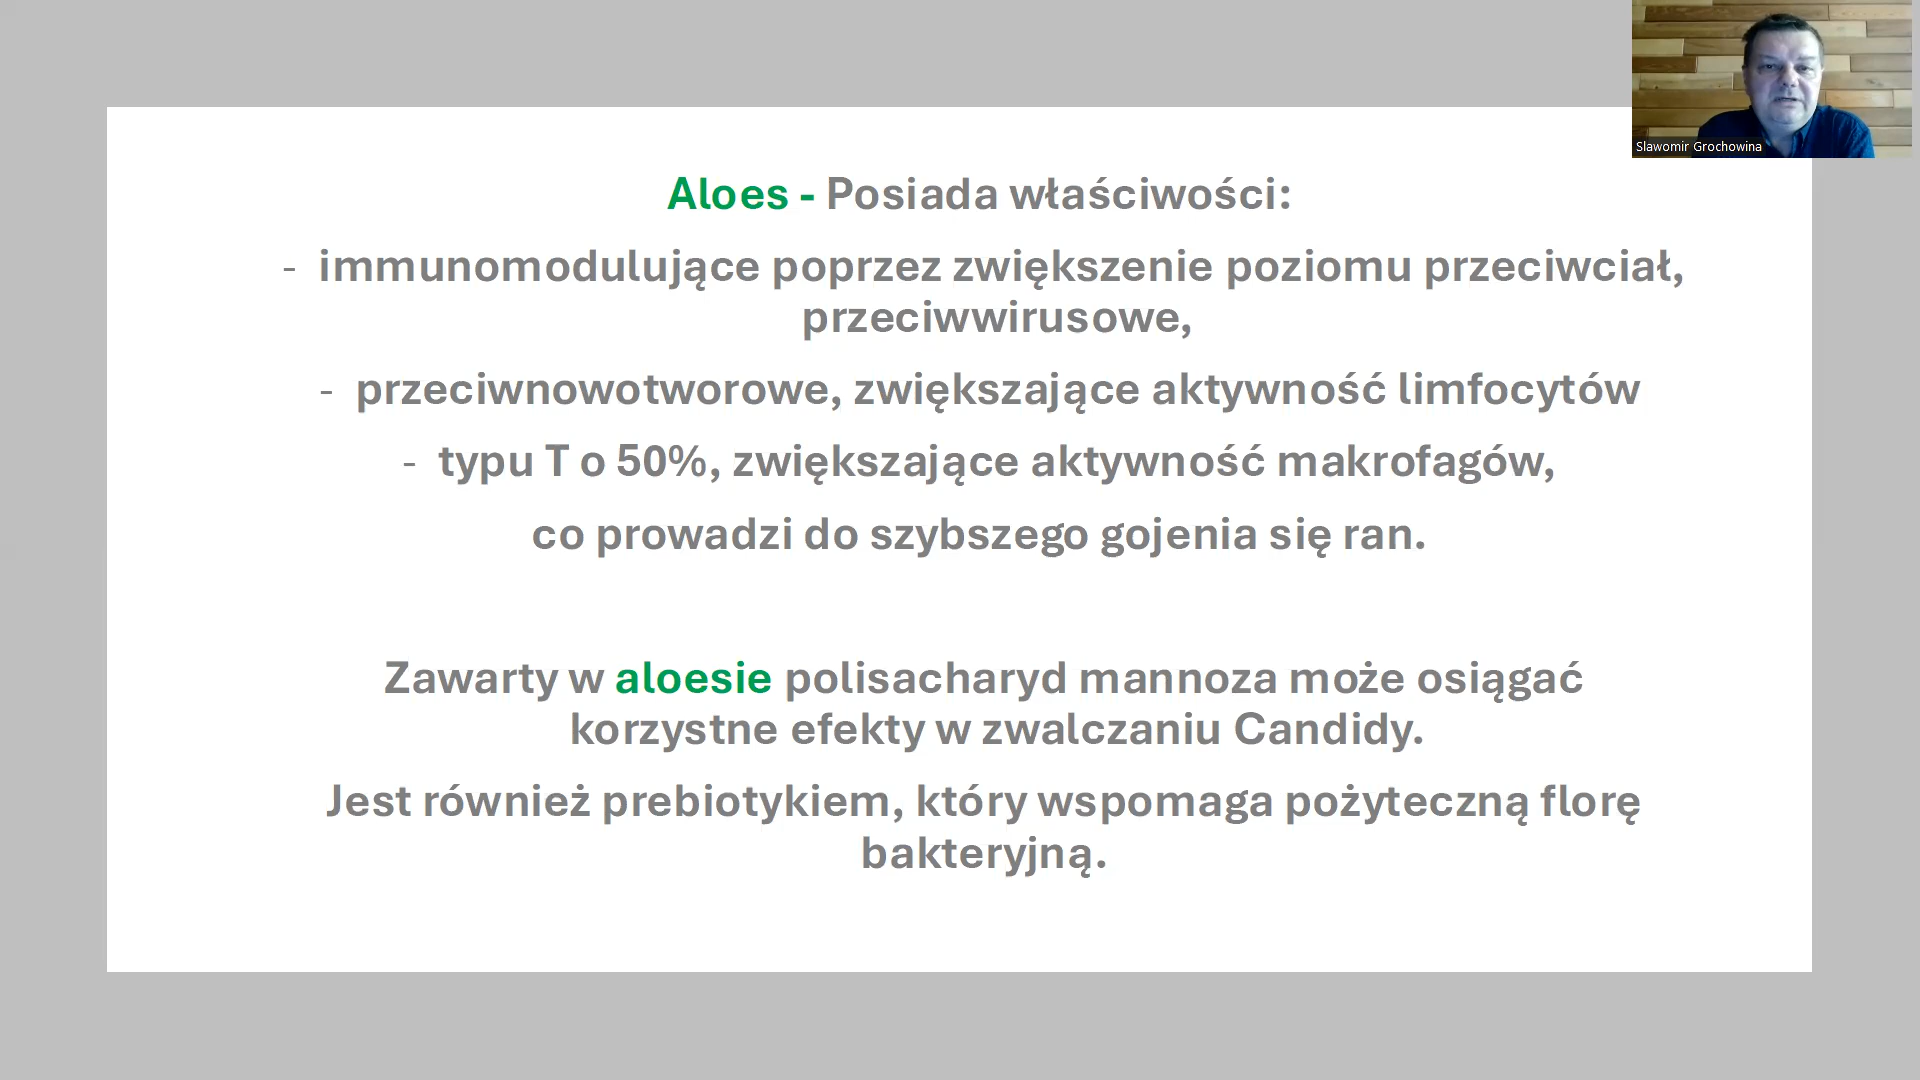 Slawomir Grochowina
Aloes - Posiada właściwości:
- immunomodulujące poprzez zwiększenie poziomu przeciwciał,
przeciwwirusowe,
- przeciwnowotworowe, zwiększające aktywność limfocytów
- typu T o 50%, zwiększające aktywność makrofagów,
co prowadzi do szybszego gojenia się ran.
Zawarty w aloesie polisacharyd mannoza może osiągać
korzystne efekty w zwalczaniu Candidy.
Jest również prebiotykiem, który wspomaga pożyteczną florę
bakteryjną.